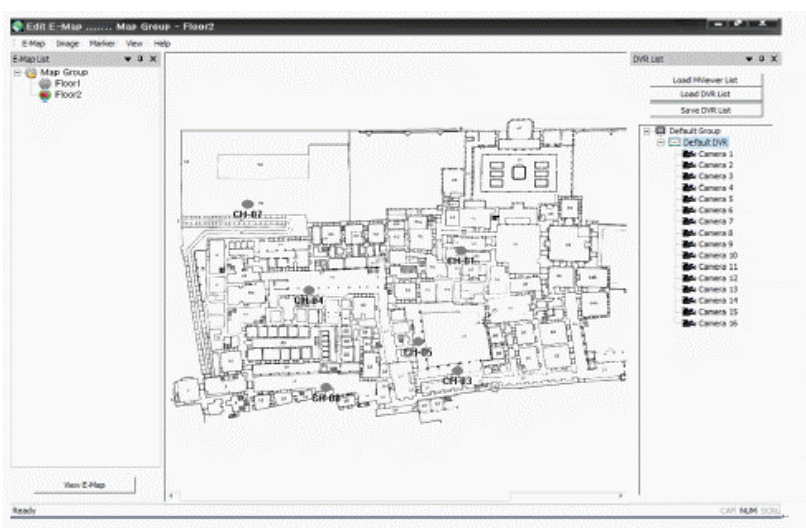 Edit E-Map ....... Map Group - Floor2
E-Map Image Marker View Help
E-Map List
Map Group
Floor1
Floor2
View E-Map
CH-07
CH-01
CH-04
CH-05
CH-03
DVR List
Load MViewer List
Load DVR List
Save DVR List
Default Group
Default DVR
Camera 1
Camera 2
Camera 3
Camera 4
Camera 5
Camera 6
Camera 7
Camera 8
Camera 9
Camera 10
Camera 11
Camera 12
Camera 13
Camera 14
Camera 15
Camera 16
Ready
CAP NUM SCRL